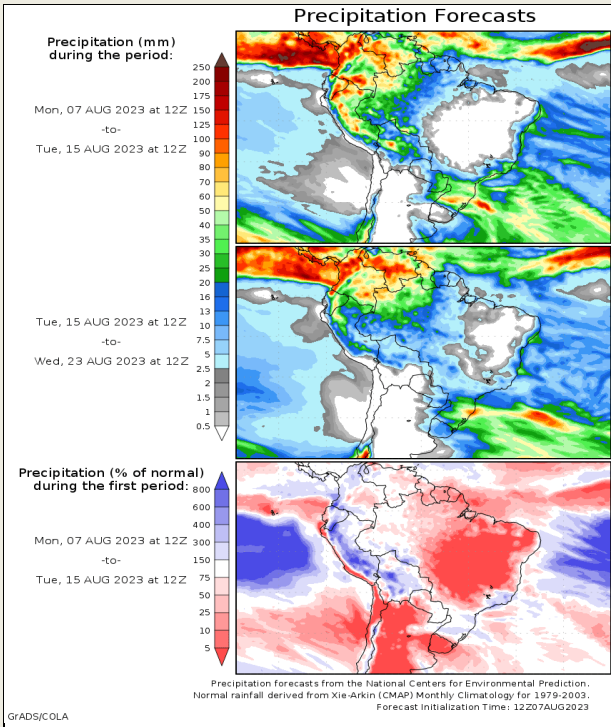 Precipitation Forecasts
Precipitation (mm)
during the period:
Mon, 07 AUG 2023 at 12Z
-to-
Tue, 15 AUG 2023 at 12Z
250
200
175
150
125
100
90
80
70
60
50
40
35
30
25
20
16
13
10
7.5
5
2.5
2
1.5
1
0.5
Tue, 15 AUG 2023 at 12Z
-to-
Wed, 23 AUG 2023 at 12Z
Precipitation (% of normal)
during the first period:
Mon, 07 AUG 2023 at 12Z
-to-
Tue, 15 AUG 2023 at 12Z
800
600
400
300
150
75
50
25
10
5
Precipitation forecasts from the National Centers for Environmental Prediction.
Normal rainfall derived from Xie-Arkin (CMAP) Monthly Climatology for 1979-2003.
Forecast Initialization Time: 12Z07AUG2023
GrADS/COLA